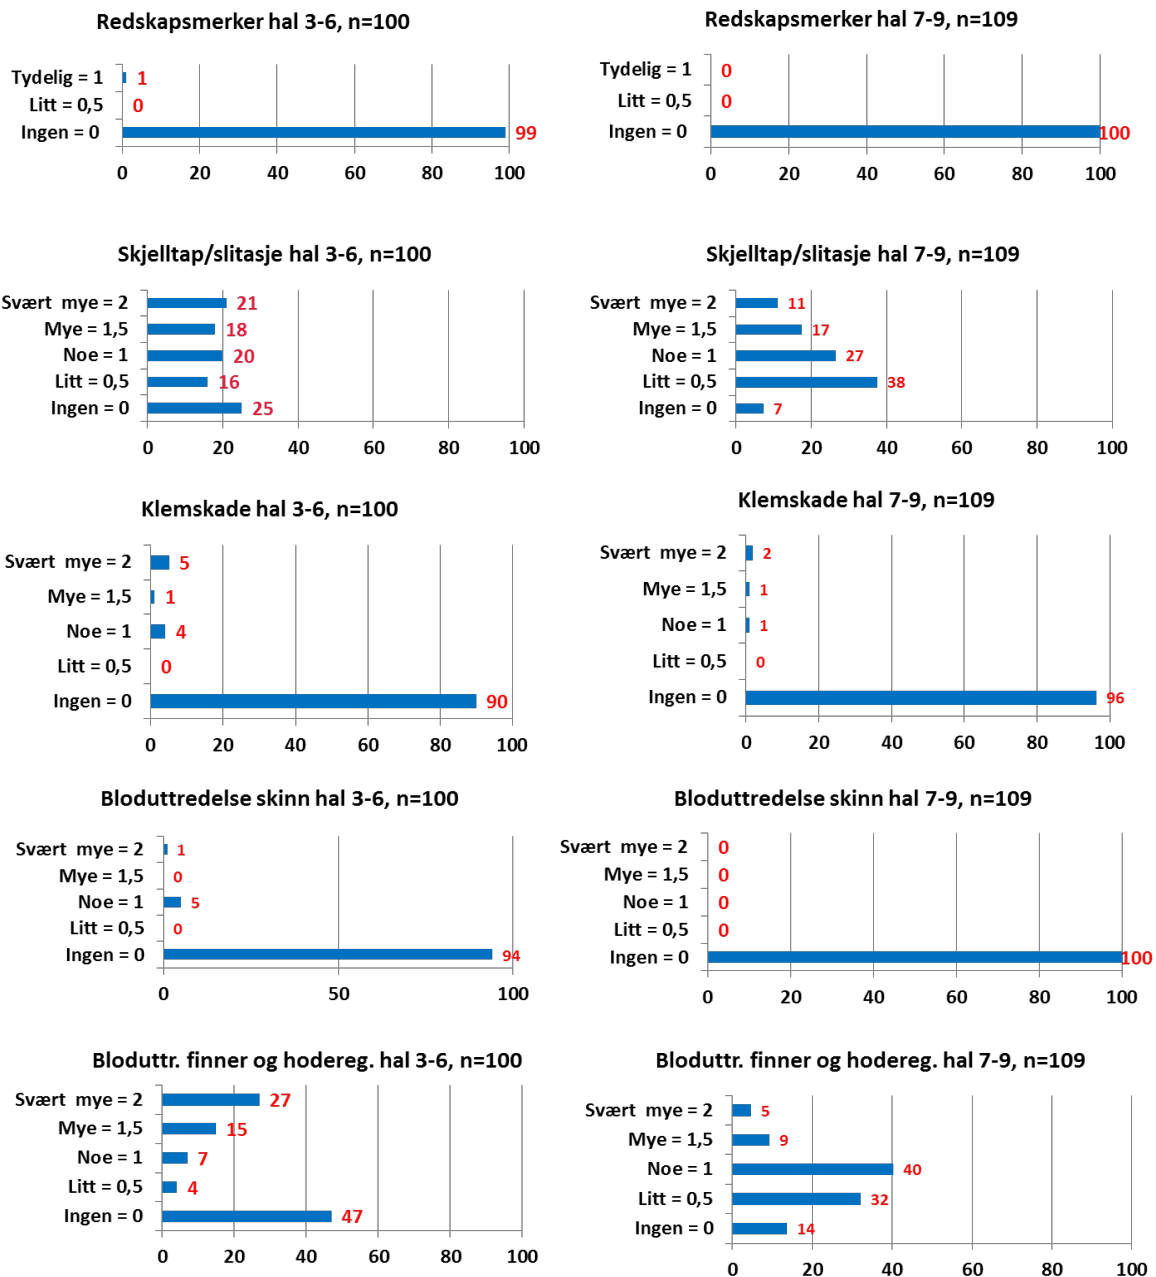 Redskapsmerker hal 3-6, n=100
Tydelig = 1 1
Litt = 0,5 0
Ingen = 0 99
0 20 40 60 80 100
Redskapsmerker hal 7-9, n=109
Tydelig = 1 0
Litt = 0,5 0
Ingen = 0 100
0 20 40 60 80 100
Skjelltap/slitasje hal 3-6, n=100
Svært mye = 2 21
Mye = 1,5 18
Noe = 1 20
Litt = 0,5 16
Ingen = 0 25
0 20 40 60 80 100
Skjelltap/slitasje hal 7-9, n=109
Svært mye = 2 11
Mye = 1,5 17
Noe = 1 27
Litt = 0,5 38
Ingen = 0 7
0 20 40 60 80 100
Klemskade hal 3-6, n=100
Svært mye = 2 5
Mye = 1,5 1
Noe = 1 4
Litt = 0,5 0
Ingen = 0 90
0 20 40 60 80 100
Klemskade hal 7-9, n=109
Svært mye = 2 2
Mye = 1,5 1
Noe = 1 1
Litt = 0,5 0
Ingen = 0 96
0 20 40 60 80 100
Bloduttredelse skinn hal 3-6, n=100
Svært mye = 2 1
Mye = 1,5 0
Noe = 1 5
Litt = 0,5 0
Ingen = 0 94
0 50 100
Bloduttredelse skinn hal 7-9, n=109
Svært mye = 2 0
Mye = 1,5 0
Noe = 1 0
Litt = 0,5 0
Ingen = 0 100
0 20 40 60 80 100
Bloduttr. finner og hodereg. hal 3-6, n=100
Svært mye = 2 27
Mye = 1,5 15
Noe = 1 7
Litt = 0,5 4
Ingen = 0 47
0 20 40 60 80 100
Bloduttr. finner og hodereg. hal 7-9, n=109
Svært mye = 2 5
Mye = 1,5 9
Noe = 1 40
Litt = 0,5 32
Ingen = 0 14
0 20 40 60 80 100